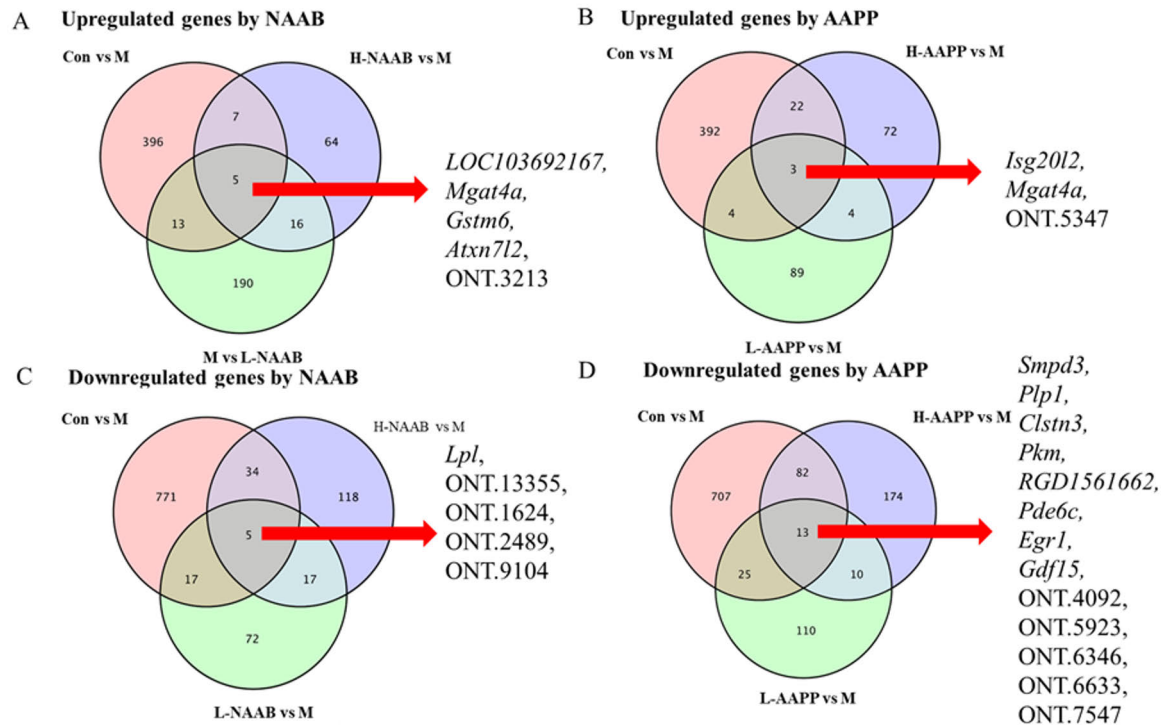 A Upregulated genes by NAAB
Con vs M
H-NAAB vs M
7
396
64
5
13
16
190
M vs L-NAAB
LOC103692167,
Mgat4a,
Gstm6,
Atxn7l2,
ONT.3213
B Upregulated genes by AAPP
Con vs M
H-AAPP vs M
22
392
72
3
4
4
89
L-AAPP vs M
Isg20l2,
Mgat4a,
ONT.5347
C Downregulated genes by NAAB
Con vs M
H-NAAB vs M
34
771
118
5
17
17
72
L-NAAB vs M
Lpl,
ONT.13355,
ONT.1624,
ONT.2489,
ONT.9104
D Downregulated genes by AAPP
Con vs M
H-AAPP vs M
82
707
174
13
25
10
110
L-AAPP vs M
Smpd3,
Plp1,
Clstn3,
Pkm,
RGD1561662,
Pde6c,
Egr1,
Gdf15,
ONT.4092,
ONT.5923,
ONT.6346,
ONT.6633,
ONT.7547